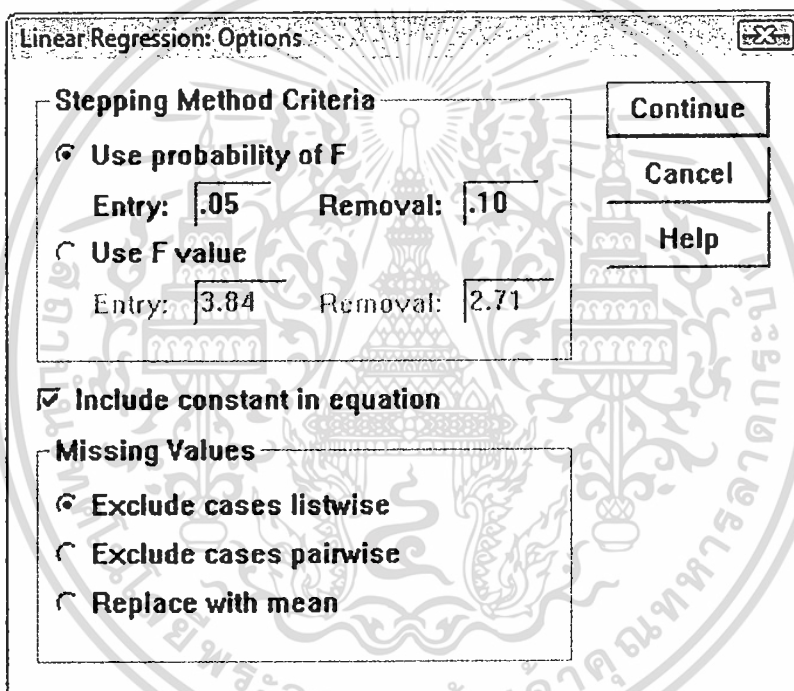 Linear Regression: Options
Stepping Method Criteria
Use probability of F
Entry: .05 Removal: .10
Use F value
Entry: 3.84 Removal: 2.71
Include constant in equation
Missing Values
Exclude cases listwise
Exclude cases pairwise
Replace with mean
Continue
Cancel
Help